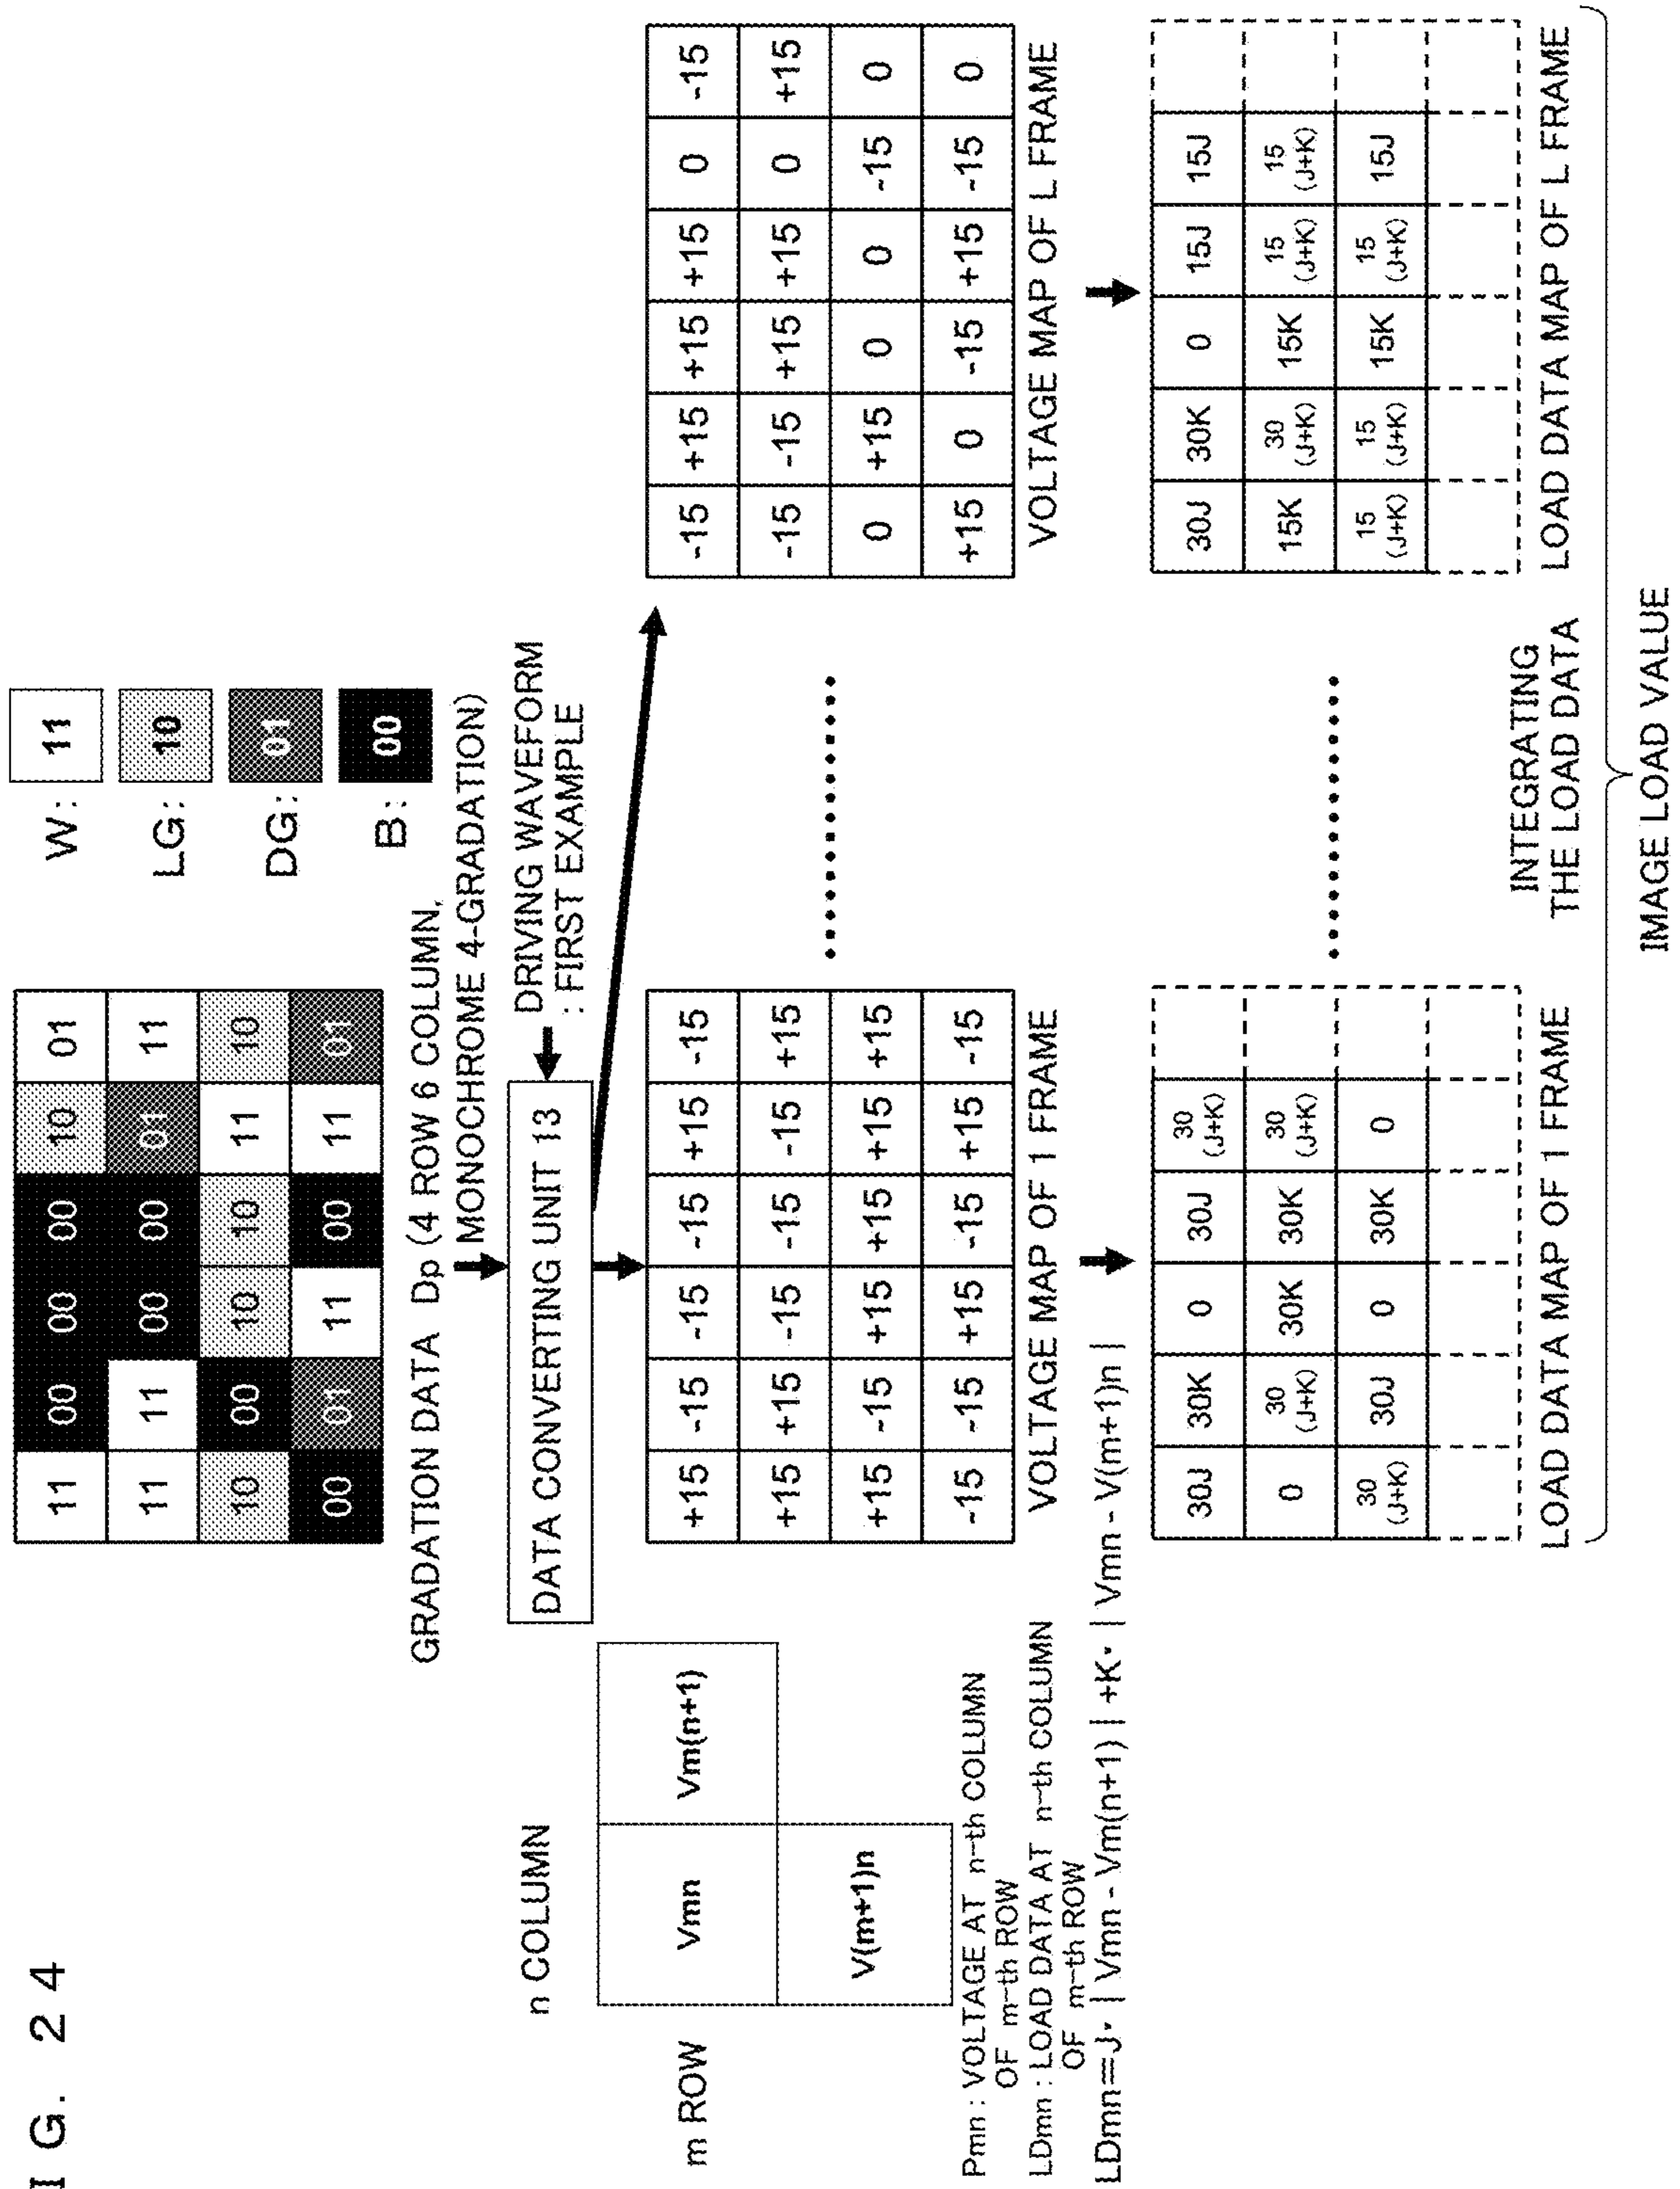 I G. 2 4
11 00 00 00 10 01
11 11 00 00 01 11
10 00 10 10 11 10
00 01 11 00 11 01
W: 11
LG: 10
DG: 01
B: 00
GRADATION DATA Dp (4 ROW 6 COLUMN,
MONOCHROME 4-GRADATION)
DATA CONVERTING UNIT 13
DRIVING WAVEFORM
: FIRST EXAMPLE
n COLUMN
m ROW
Vmn Vm(n+1)
V(m+1)n
Pmn : VOLTAGE AT n-th COLUMN
OF m-th ROW
LDmn : LOAD DATA AT n-th COLUMN
OF m-th ROW
LDmn=J· | Vmn - Vm(n+1) | +K· | Vmn - V(m+1)n |
+15 -15 -15 -15 +15 -15
+15 +15 -15 -15 -15 +15
+15 -15 +15 +15 +15 +15
-15 -15 +15 -15 +15 -15
VOLTAGE MAP OF 1 FRAME
-15 +15 +15 +15 0 -15
-15 -15 +15 +15 0 +15
0 +15 0 0 -15 0
+15 0 -15 +15 -15 0
VOLTAGE MAP OF L FRAME
30J 30K 0 30J 30 (J+K)
0 30 (J+K) 30K 30K 30 (J+K)
30 (J+K) 30J 0 30K 0
LOAD DATA MAP OF 1 FRAME
30J 30K 0 15J 15J
15K 30 (J+K) 15K 15 (J+K) 15 (J+K)
15 (J+K) 15 (J+K) 15K 15 (J+K) 15J
LOAD DATA MAP OF L FRAME
INTEGRATING
THE LOAD DATA
IMAGE LOAD VALUE